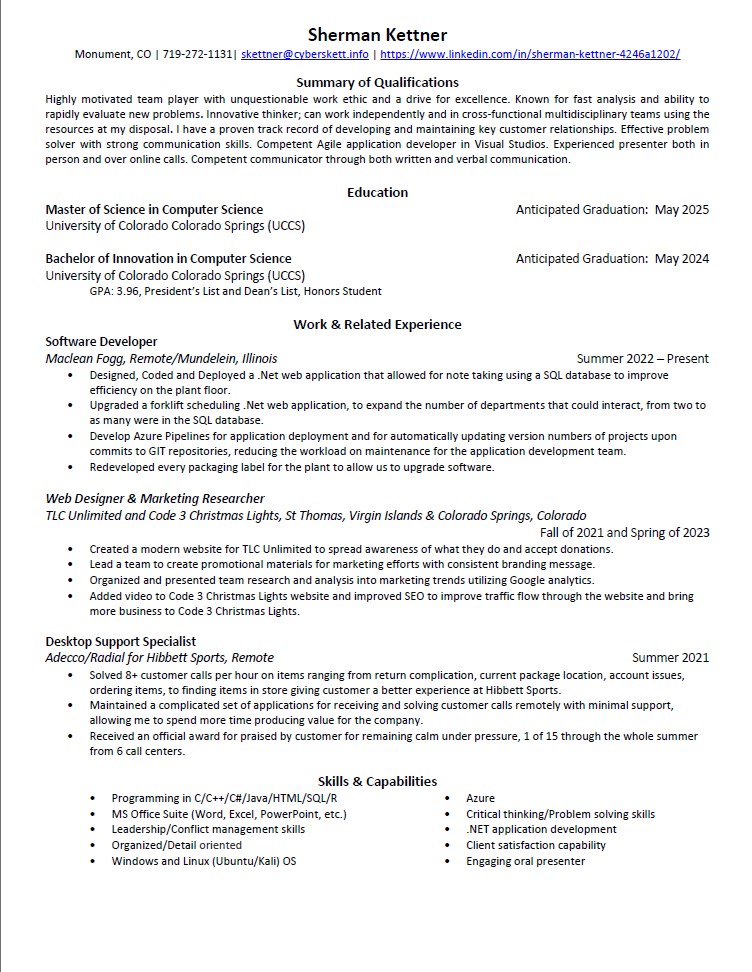 Sherman Kettner
Monument, CO | 719-272-1131| skettner@cyberskett.info | https://www.linkedin.com/in/sherman-kettner-4246a1202/
Summary of Qualifications
Highly motivated team player with unquestionable work ethic and a drive for excellence. Known for fast analysis and ability to
rapidly evaluate new problems. Innovative thinker; can work independently and in cross-functional multidisciplinary teams using the
resources at my disposal. I have a proven track record of developing and maintaining key customer relationships. Effective problem
solver with strong communication skills. Competent Agile application developer in Visual Studios. Experienced presenter both in
person and over online calls. Competent communicator through both written and verbal communication.
Education
Master of Science in Computer Science Anticipated Graduation: May 2025
University of Colorado Colorado Springs (UCCS)
Bachelor of Innovation in Computer Science Anticipated Graduation: May 2024
University of Colorado Colorado Springs (UCCS)
GPA: 3.96, President's List and Dean's List, Honors Student
Work & Related Experience
Software Developer
Maclean Fogg, Remote/Mundelein, Illinois Summer 2022 – Present
• Designed, Coded and Deployed a .Net web application that allowed for note taking using a SQL database to improve
efficiency on the plant floor.
• Upgraded a forklift scheduling .Net web application, to expand the number of departments that could interact, from two to
as many were in the SQL database.
• Develop Azure Pipelines for application deployment and for automatically updating version numbers of projects upon
commits to GIT repositories, reducing the workload on maintenance for the application development team.
• Redeveloped every packaging label for the plant to allow us to upgrade software.
Web Designer & Marketing Researcher
TLC Unlimited and Code 3 Christmas Lights, St Thomas, Virgin Islands & Colorado Springs, Colorado
Fall of 2021 and Spring of 2023
• Created a modern website for TLC Unlimited to spread awareness of what they do and accept donations.
• Lead a team to create promotional materials for marketing efforts with consistent branding message.
• Organized and presented team research and analysis into marketing trends utilizing Google analytics.
• Added video to Code 3 Christmas Lights website and improved SEO to improve traffic flow through the website and bring
more business to Code 3 Christmas Lights.
Desktop Support Specialist
Adecco/Radial for Hibbett Sports, Remote Summer 2021
• Solved 8+ customer calls per hour on items ranging from return complication, current package location, account issues,
ordering items, to finding items in store giving customer a better experience at Hibbett Sports.
• Maintained a complicated set of applications for receiving and solving customer calls remotely with minimal support,
allowing me to spend more time producing value for the company.
• Received an official award for praised by customer for remaining calm under pressure, 1 of 15 through the whole summer
from 6 call centers.
Skills & Capabilities
• Programming in C/C++/C#/Java/HTML/SQL/R
• MS Office Suite (Word, Excel, PowerPoint, etc.)
• Leadership/Conflict management skills
• Organized/Detail oriented
• Windows and Linux (Ubuntu/Kali) OS
• Azure
• Critical thinking/Problem solving skills
• .NET application development
• Client satisfaction capability
• Engaging oral presenter